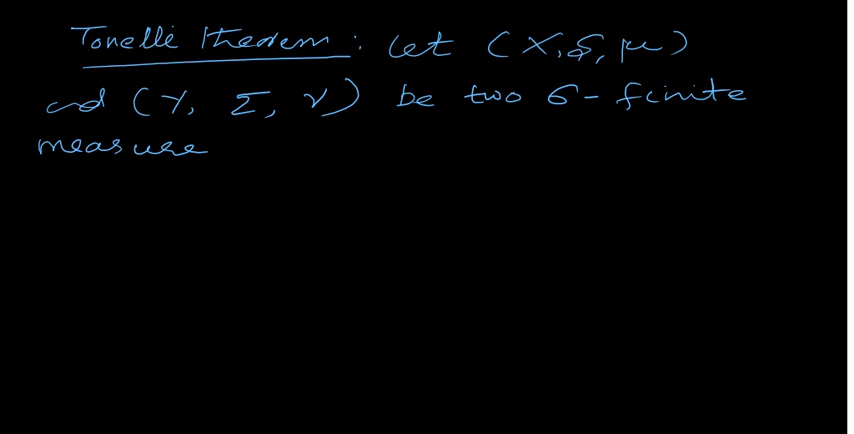 Tonelli theorem: Let (X, S, μ)
and (Y, Σ, ν) be two σ-finite
measure